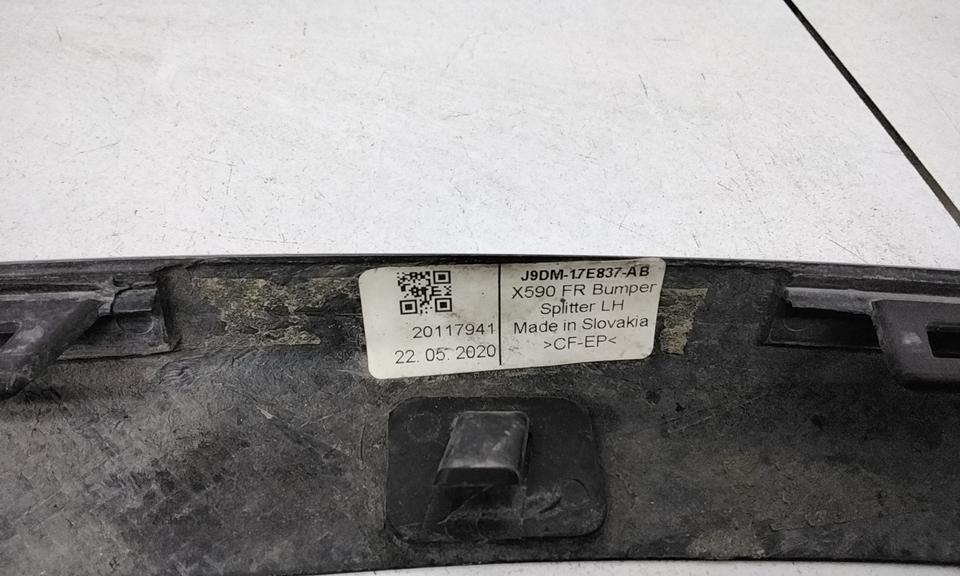 20117941
22. 05. 2020
J9DM-17E837-AB
X590 FR Bumper
Splitter LH
Made in Slovakia
>CF-EP<